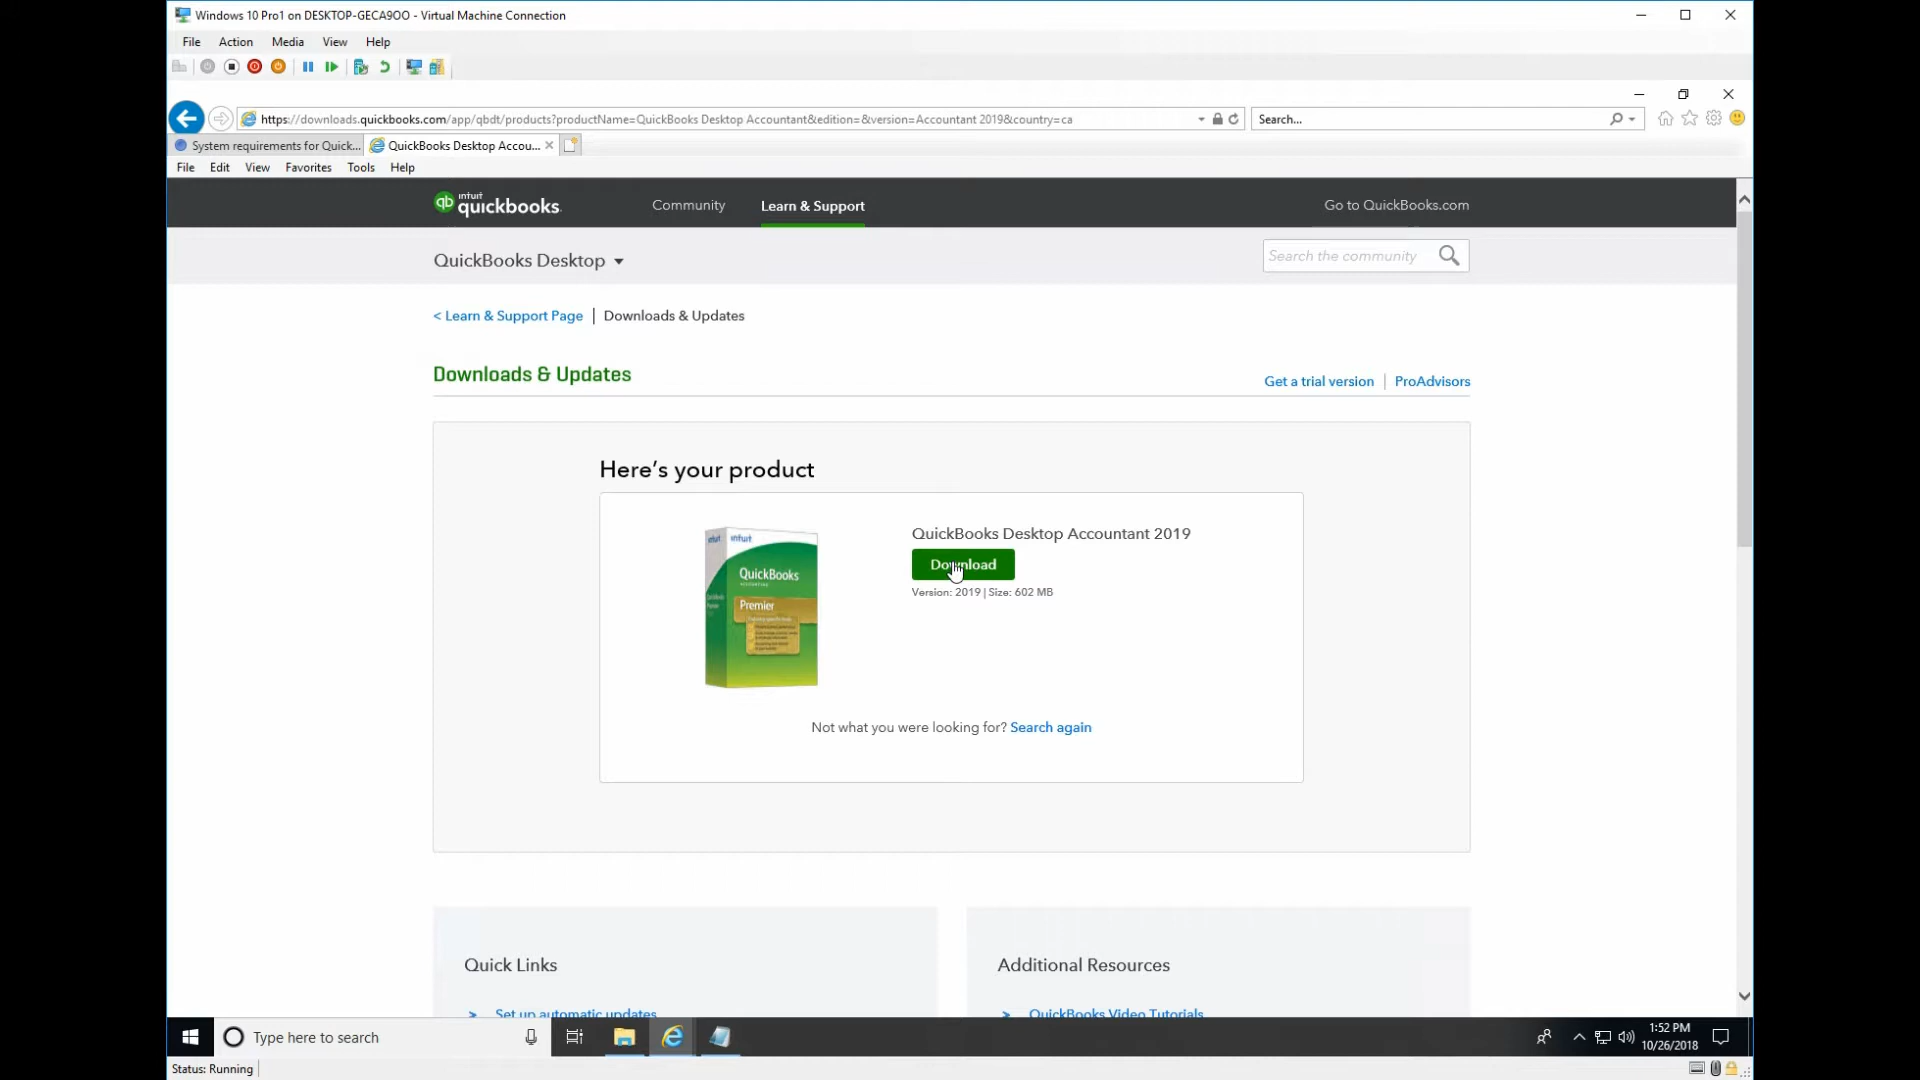 Windows 10 Pro1 on DESKTOP-GECA9OO - Virtual Machine Connection
File Action Media View Help
https://downloads.quickbooks.com/app/qbdt/products?productName=QuickBooks Desktop Accountant&edition=&version=Accountant 2019&country=ca
Search...
System requirements for Quick...
QuickBooks Desktop Accou...
File Edit View Favorites Tools Help
qb intuit quickbooks.
Community
Learn & Support
Go to QuickBooks.com
QuickBooks Desktop
Search the community
< Learn & Support Page | Downloads & Updates
Downloads & Updates
Get a trial version | ProAdvisors
Here's your product
intuit intuit
QuickBooks
Premier
QuickBooks Desktop Accountant 2019
Download
Version: 2019 | Size: 602 MB
Not what you were looking for? Search again
Quick Links
> Set up automatic updates
Additional Resources
> QuickBooks Video Tutorials
Type here to search
1:52 PM
10/26/2018
Status: Running